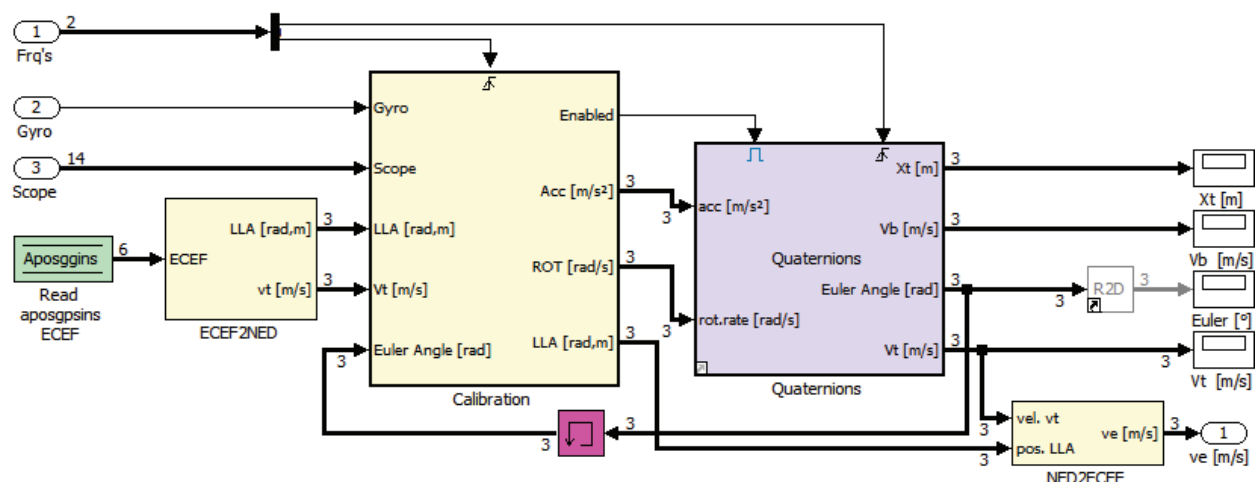 1
2
Frq's
2
Gyro
3
14
Scope
Aposggins
6
Read
aposgpsins
ECEF
ECEF
LLA [rad,m]
3
vt [m/s]
3
ECEF2NED
Gyro
Scope
LLA [rad,m]
Vt [m/s]
Euler Angle [rad]
3
Enabled
Acc [m/s²]
3
ROT [rad/s]
3
LLA [rad,m]
3
Calibration
3
3
3
acc [m/s²]
3
rot.rate [rad/s]
Quaternions
Xt [m]
3
Vb [m/s]
3
Euler Angle [rad]
3
Vt [m/s]
3
Quaternions
3
R2D
3
Xt [m]
Vb [m/s]
Euler [º]
3
Vt [m/s]
3
vel. vt
3
pos. LLA
ve [m/s]
3
NED2ECEF
1
ve [m/s]